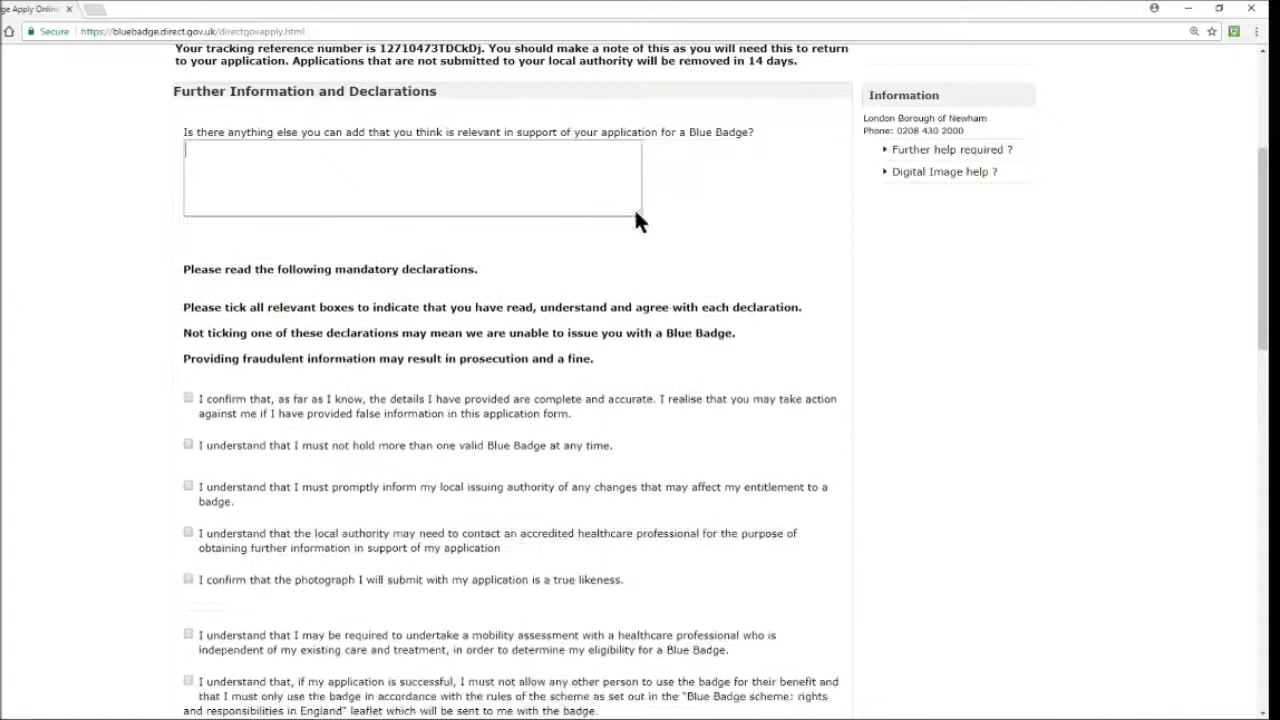 ge Apply Online
Secure
https://bluebadge.direct.gov.uk/directgovapply.html
Your tracking reference number is 12710473TDCkDj. You should make a note of this as you will need this to return
to your application. Applications that are not submitted to your local authority will be removed in 14 days.
Further Information and Declarations
Is there anything else you can add that you think is relevant in support of your application for a Blue Badge?
Please read the following mandatory declarations.
Please tick all relevant boxes to indicate that you have read, understand and agree with each declaration.
Not ticking one of these declarations may mean we are unable to issue you with a Blue Badge.
Providing fraudulent information may result in prosecution and a fine.
I confirm that, as far as I know, the details I have provided are complete and accurate. I realise that you may take action
against me if I have provided false information in this application form.
I understand that I must not hold more than one valid Blue Badge at any time.
I understand that I must promptly inform my local issuing authority of any changes that may affect my entitlement to a
badge.
I understand that the local authority may need to contact an accredited healthcare professional for the purpose of
obtaining further information in support of my application
I confirm that the photograph I will submit with my application is a true likeness.
I understand that I may be required to undertake a mobility assessment with a healthcare professional who is
independent of my existing care and treatment, in order to determine my eligibility for a Blue Badge.
I understand that, if my application is successful, I must not allow any other person to use the badge for their benefit and
that I must only use the badge in accordance with the rules of the scheme as set out in the "Blue Badge scheme: rights
and responsibilities in England" leaflet which will be sent to me with the badge.
Information
London Borough of Newham
Phone: 0208 430 2000
Further help required ?
Digital Image help ?